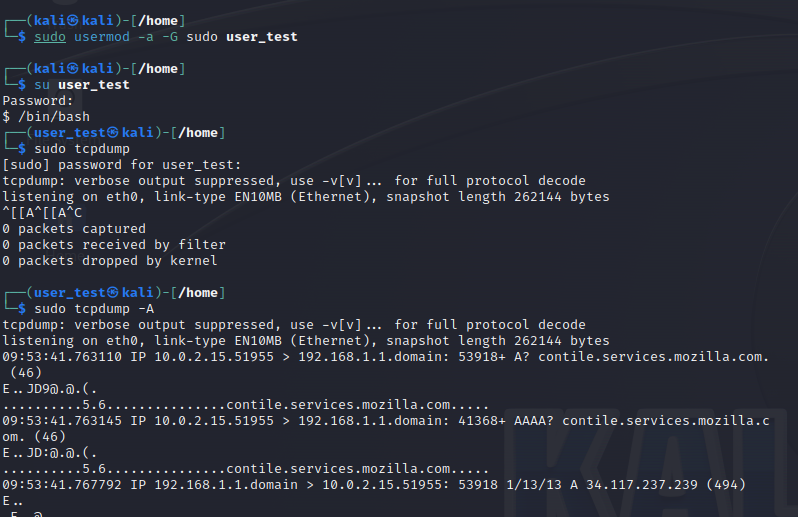 ┌──(kali㉿kali)-[/home]
└─$ sudo usermod -a -G sudo user_test
┌──(kali㉿kali)-[/home]
└─$ su user_test
Password:
$ /bin/bash
┌──(user_test㉿kali)-[/home]
└─$ sudo tcpdump
[sudo] password for user_test:
tcpdump: verbose output suppressed, use -v[v]... for full protocol decode
listening on eth0, link-type EN10MB (Ethernet), snapshot length 262144 bytes
^[[A^[[A^C
0 packets captured
0 packets received by filter
0 packets dropped by kernel
┌──(user_test㉿kali)-[/home]
└─$ sudo tcpdump -A
tcpdump: verbose output suppressed, use -v[v]... for full protocol decode
listening on eth0, link-type EN10MB (Ethernet), snapshot length 262144 bytes
09:53:41.763110 IP 10.0.2.15.51955 > 192.168.1.1.domain: 53918+ A? contile.services.mozilla.com.
(46)
E..JD9@.@.(.
..........5.6...............contile.services.mozilla.com.....
09:53:41.763145 IP 10.0.2.15.51955 > 192.168.1.1.domain: 41368+ AAAA? contile.services.mozilla.c
om. (46)
E..JD:@.@.(.
..........5.6...............contile.services.mozilla.com.....
09:53:41.767792 IP 192.168.1.1.domain > 10.0.2.15.51955: 53918 1/13/13 A 34.117.237.239 (494)
E..